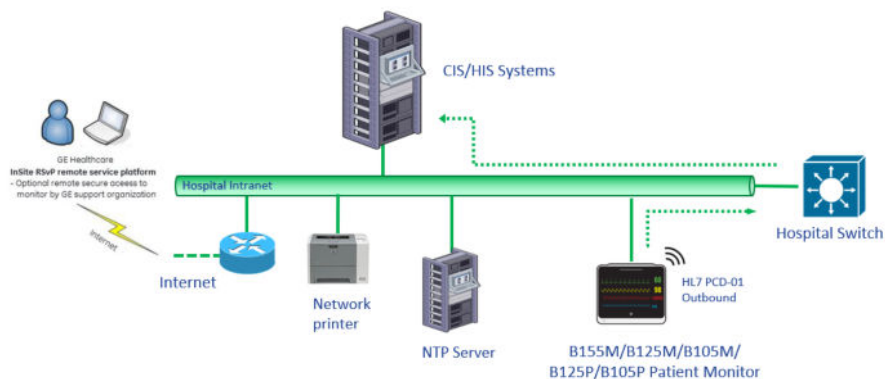 CIS/HIS Systems
GE Healthcare
InSite RSvP remote service platform
- Optional remote secure access to
monitor by GE support organization
Hospital Intranet
Internet
Internet
Hospital Switch
Network
printer
NTP Server
HL7 PCD-01
Outbound
B155M/B125M/B105M/
B125P/B105P Patient Monitor